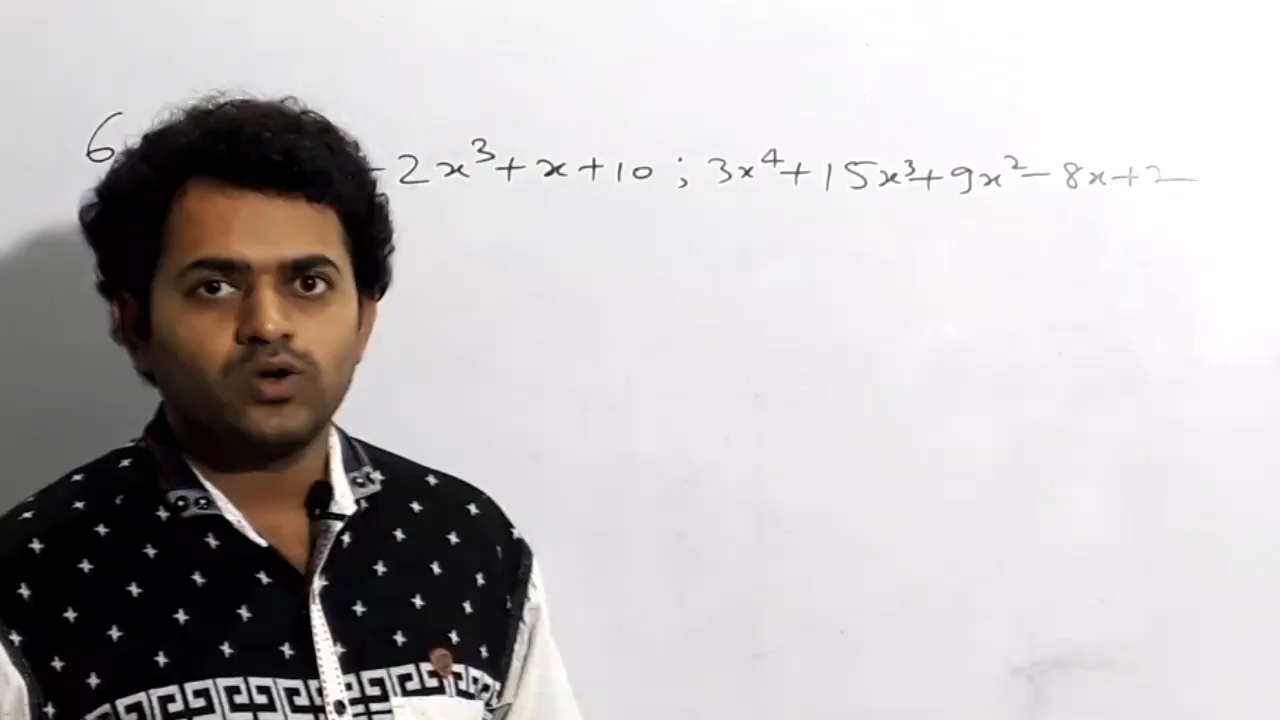 6 - 2x³ + x + 10 ; 3x⁴ + 15x³ + 9x² - 8x + 2